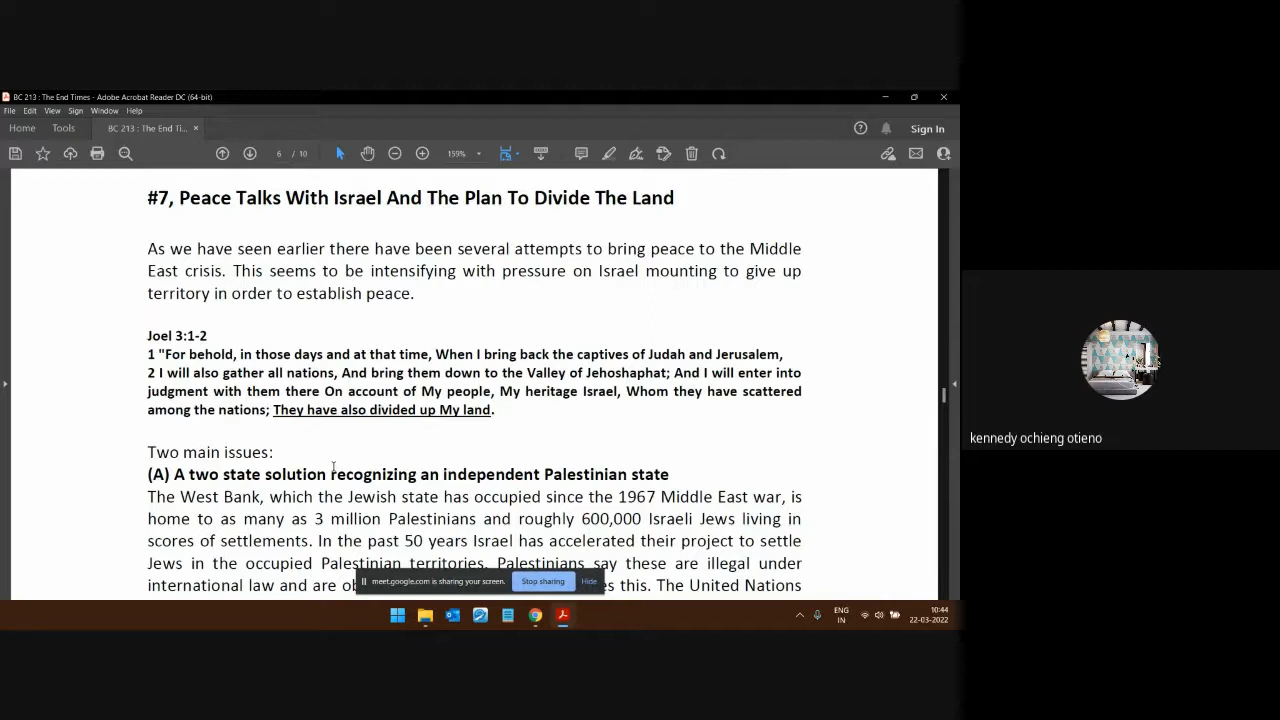 BC 213 : The End Times - Adobe Acrobat Reader DC (64-bit)
File Edit View Sign Window Help
Home Tools BC 213 : The End Ti... × Sign In
6 / 10 159%
#7, Peace Talks With Israel And The Plan To Divide The Land
As we have seen earlier there have been several attempts to bring peace to the Middle
East crisis. This seems to be intensifying with pressure on Israel mounting to give up
territory in order to establish peace.
Joel 3:1-2
1 "For behold, in those days and at that time, When I bring back the captives of Judah and Jerusalem,
2 I will also gather all nations, And bring them down to the Valley of Jehoshaphat; And I will enter into
judgment with them there On account of My people, My heritage Israel, Whom they have scattered
among the nations; They have also divided up My land.
Two main issues:
(A) A two state solution recognizing an independent Palestinian state
The West Bank, which the Jewish state has occupied since the 1967 Middle East war, is
home to as many as 3 million Palestinians and roughly 600,000 Israeli Jews living in
scores of settlements. In the past 50 years Israel has accelerated their project to settle
Jews in the occupied Palestinian territories. Palestinians say these are illegal under
international law and are ob
s this. The United Nations
meet.google.com is sharing your screen. Stop sharing Hide
kennedy ochieng otieno
ENG
IN
10:44
22-03-2022